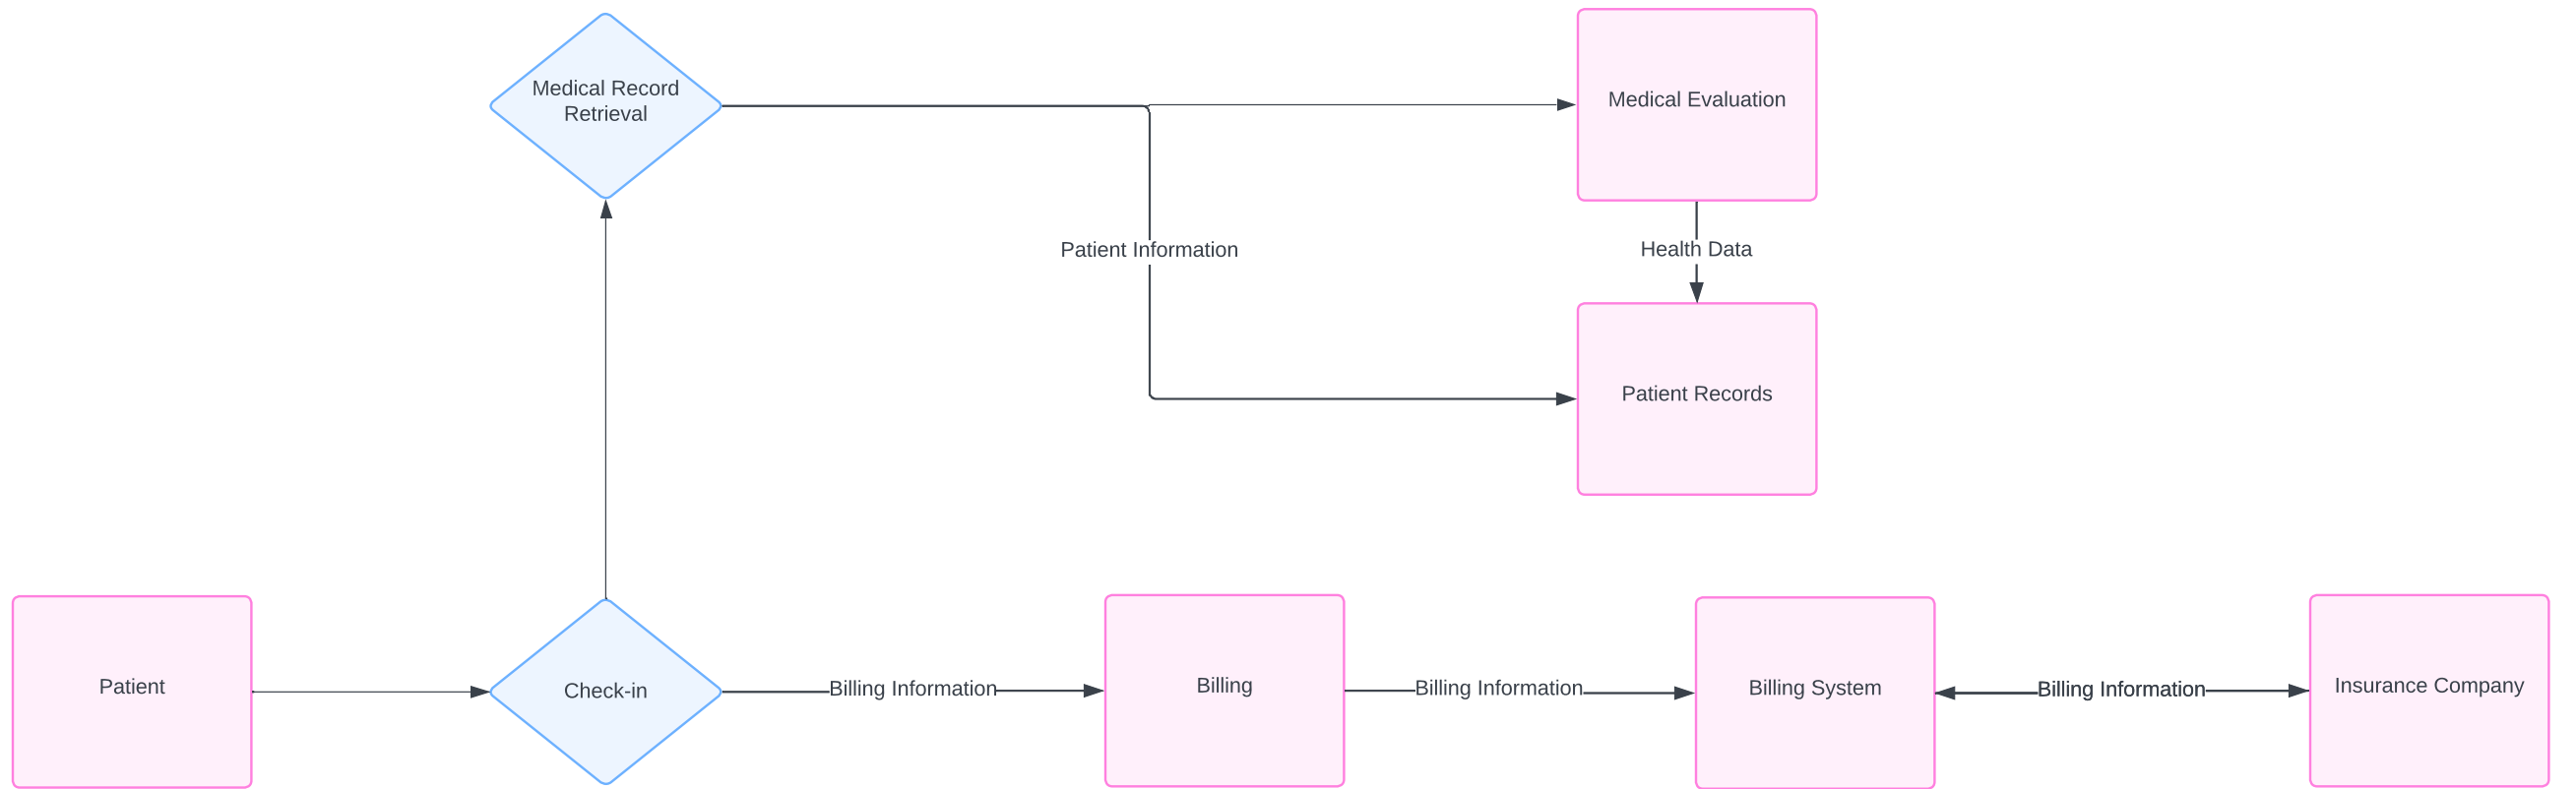 Medical Record
Retrieval
Medical Evaluation
Patient Information
Health Data
Patient Records
Patient
Check-in
Billing Information
Billing
Billing Information
Billing System
Billing Information
Insurance Company